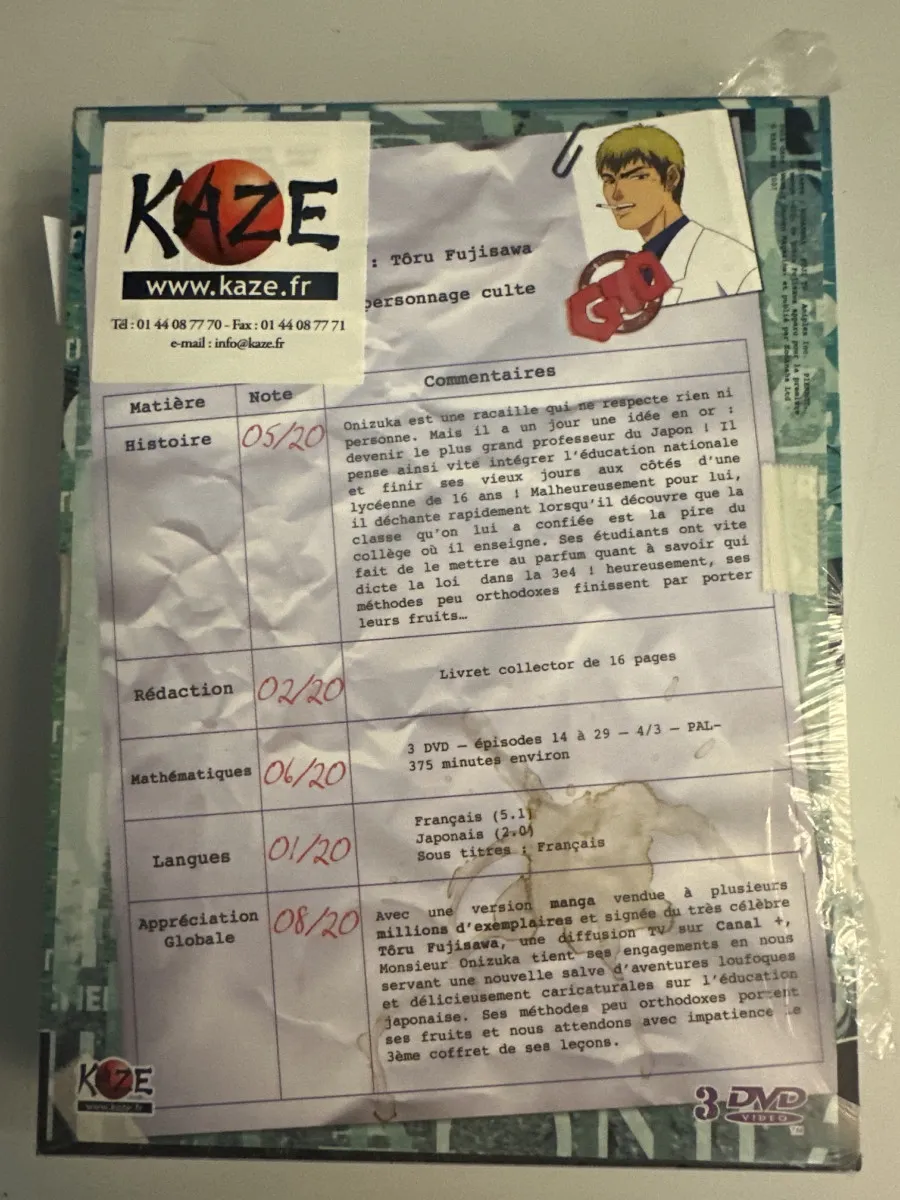 KAZE
www.kaze.fr
Tél : 01 44 08 77 70 - Fax : 01 44 08 77 71
e-mail : info@kaze.fr
: Tôru Fujisawa
personnage culte
GTO
Matière
Note
Commentaires
Histoire
05/20
Onizuka est une racaille qui ne respecte rien ni
personne. Mais il a un jour une idée en or :
devenir le plus grand professeur du Japon ! Il
pense ainsi vite intégrer l'éducation nationale
et finir ses vieux jours aux côtés d'une
lycéenne de 16 ans ! Malheureusement pour lui,
il déchante rapidement lorsqu'il découvre que la
classe qu'on lui a confiée est la pire du
collège où il enseigne. Ses étudiants ont vite
fait de le mettre au parfum quant à savoir qui
dicte la loi dans la 3e4 ! heureusement, ses
méthodes peu orthodoxes finissent par porter
leurs fruits…
Rédaction
02/20
Livret collector de 16 pages
Mathématiques
06/20
3 DVD – épisodes 14 à 29 – 4/3 – PAL–
375 minutes environ
Langues
01/20
Français (5.1)
Japonais (2.0)
Sous titres : Français
Appréciation
Globale
08/20
Avec une version manga vendue à plusieurs
millions d'exemplaires et signée du très célèbre
Tôru Fujisawa, une diffusion TV sur Canal +,
Monsieur Onizuka tient ses engagements en nous
servant une nouvelle salve d'aventures loufoques
et délicieusement caricaturales sur l'éducation
japonaise. Ses méthodes peu orthodoxes portent
ses fruits et nous attendons avec impatience le
3ème coffret de ses leçons.
KAZE
www.kaze.fr
3 DVD
VIDEO